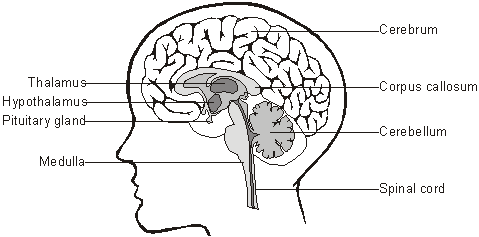 Cerebrum
Thalamus
Corpus callosum
Hypothalamus
Pituitary gland
Cerebellum
Medulla
Spinal cord